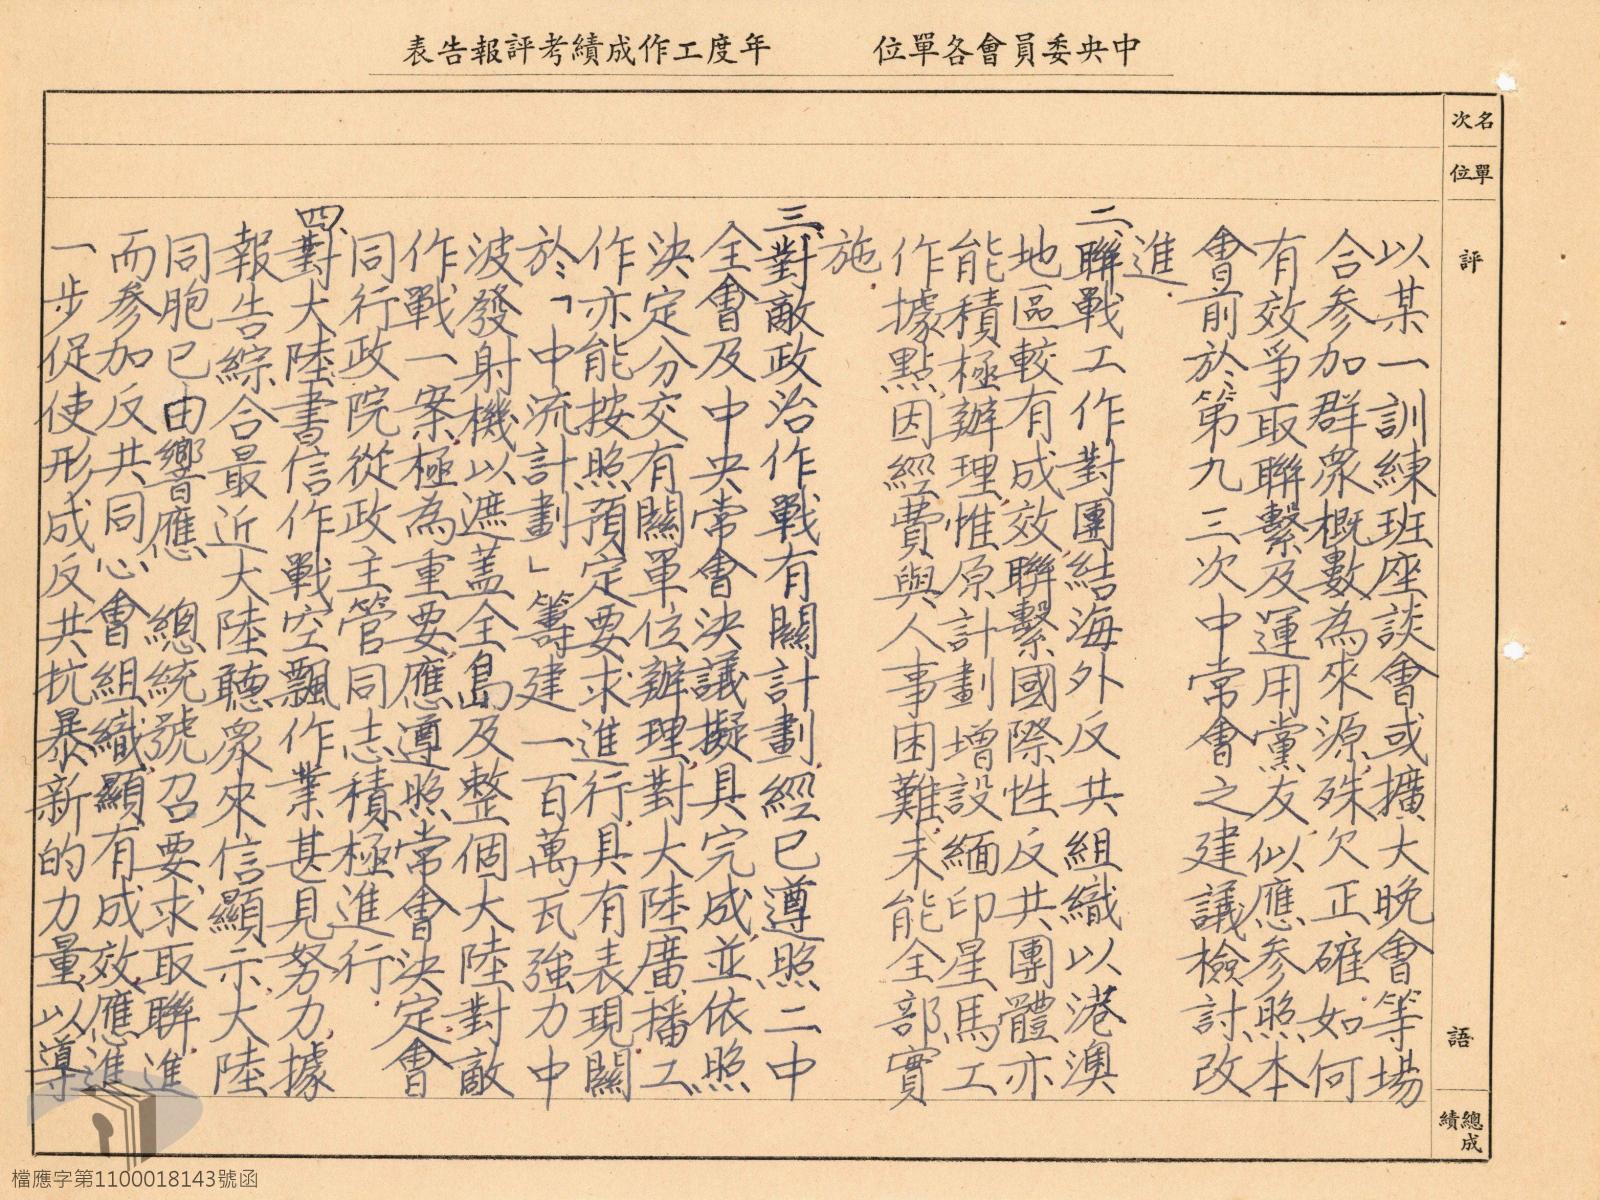 中央委員會各單位　　年度工作成績考評報告表
名次
單位
評語
總成績
以某一訓練班座談會或擴大晚會等場
合參加群眾概數為來源殊欠正確如何
有效爭取聯繫及運用黨友似應參照本
會前於第九三次中常會之建議檢討改
進
二、聯戰工作對團結海外反共組織以港澳
地區較有成效聯繫國際性反共團體亦
能積極辦理惟原計劃增設緬印星馬工
作據點因經費與人事困難未能全部實
施
三、對敵政治作戰有關計劃經已遵照二中
全會及中央常會決議擬具完成並依照
決定分交有關單位辦理對大陸廣播工
作亦能按照預定要求進行具有表現關
於「中流計劃」籌建一百萬瓦強力中
波發射機以遮蓋全島及整個大陸對敵
作戰一案極為重要應遵照常會決定會
同行政院從政主管同志積極進行
四、對大陸書信作戰空飄作業甚見努力據
報告綜合最近大陸聽眾來信顯示大陸
同胞已由響應　總統號召要求取聯進
而參加反共同心會組織顯有成效應進
一步促使形成反共抗暴新的力量以導
檔應字第1100018143號函